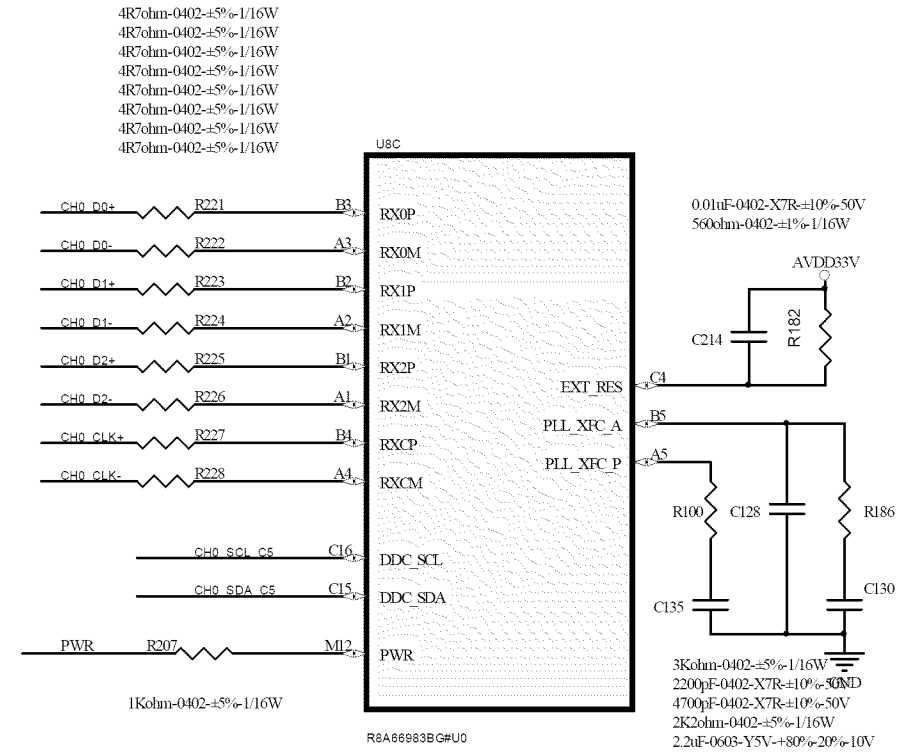 4R7ohm-0402-±5%-1/16W
4R7ohm-0402-±5%-1/16W
4R7ohm-0402-±5%-1/16W
4R7ohm-0402-±5%-1/16W
4R7ohm-0402-±5%-1/16W
4R7ohm-0402-±5%-1/16W
4R7ohm-0402-±5%-1/16W
4R7ohm-0402-±5%-1/16W
U8C
CH0_D0+ R221 B3 RX0P
CH0_D0- R222 A3 RX0M
CH0_D1+ R223 B2 RX1P
CH0_D1- R224 A2 RX1M
CH0_D2+ R225 B1 RX2P
CH0_D2- R226 A1 RX2M
CH0_CLK+ R227 B4 RXCP
CH0_CLK- R228 A4 RXCM
CH0_SCL_C5 C16 DDC_SCL
CH0_SDA_C5 C15 DDC_SDA
PWR R207 M12 PWR
1Kohm-0402-±5%-1/16W
0.01uF-0402-X7R-±10%-50V
560ohm-0402-±1%-1/16W
AVDD33V
C214 R182
EXT_RES C4
PLL_XFC_A B5
PLL_XFC_P A5
R100 C128 R186
C135 C130
GND
3Kohm-0402-±5%-1/16W
2200pF-0402-X7R-±10%-50V
4700pF-0402-X7R-±10%-50V
2K2ohm-0402-±5%-1/16W
2.2uF-0603-Y5V-+80%-20%-10V
R8A66983BG#U0